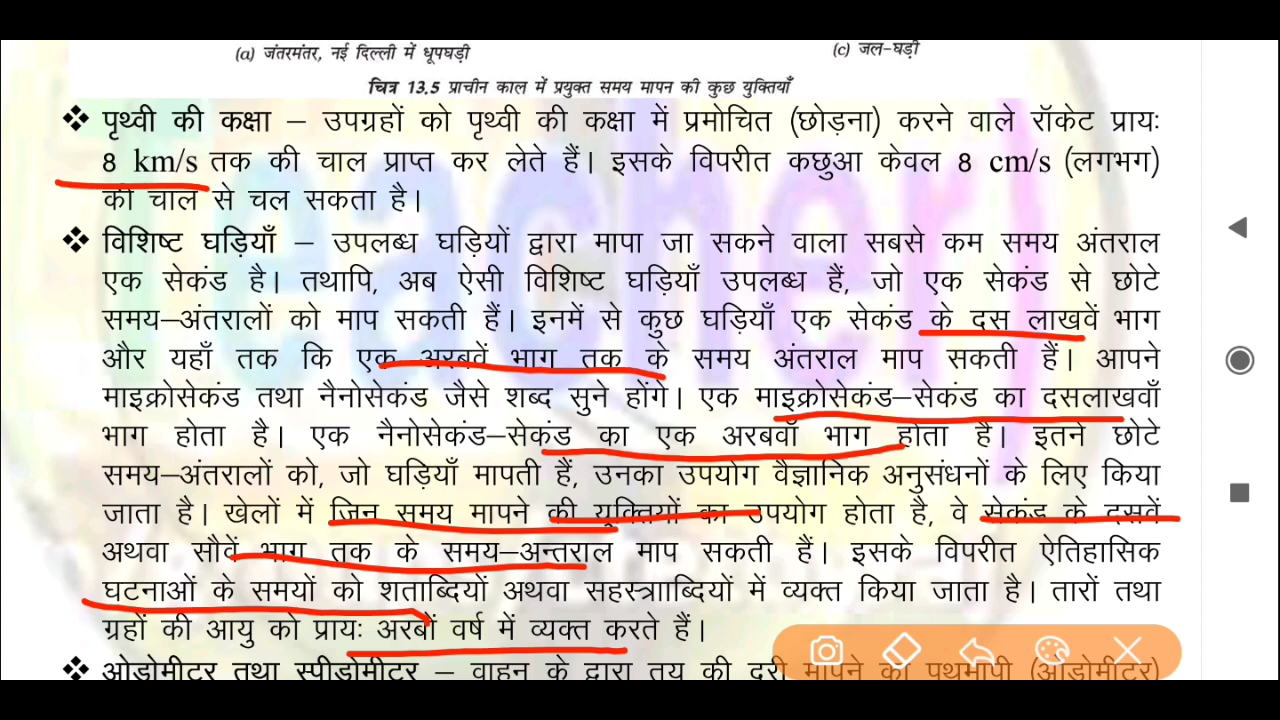 (a) जंतरमंतर, नई दिल्ली में धूपघड़ी (c) जल-घड़ी
चित्र 13.5 प्राचीन काल में प्रयुक्त समय मापन की कुछ युक्तियाँ
❖ पृथ्वी की कक्षा – उपग्रहों को पृथ्वी की कक्षा में प्रमोचित (छोड़ना) करने वाले रॉकेट प्रायः
8 km/s तक की चाल प्राप्त कर लेते हैं। इसके विपरीत कछुआ केवल 8 cm/s (लगभग)
की चाल से चल सकता है।
❖ विशिष्ट घड़ियाँ – उपलब्ध घड़ियों द्वारा मापा जा सकने वाला सबसे कम समय अंतराल
एक सेकंड है। तथापि, अब ऐसी विशिष्ट घड़ियाँ उपलब्ध हैं, जो एक सेकंड से छोटे
समय–अंतरालों को माप सकती हैं। इनमें से कुछ घड़ियाँ एक सेकंड के दस लाखवें भाग
और यहाँ तक कि एक अरबवें भाग तक के समय अंतराल माप सकती हैं। आपने
माइक्रोसेकंड तथा नैनोसेकंड जैसे शब्द सुने होंगे। एक माइक्रोसेकंड–सेकंड का दसलाखवाँ
भाग होता है। एक नैनोसेकंड–सेकंड का एक अरबवाँ भाग होता है। इतने छोटे
समय–अंतरालों को, जो घड़ियाँ मापती हैं, उनका उपयोग वैज्ञानिक अनुसंधनों के लिए किया
जाता है। खेलों में जिन समय मापने की युक्तियों का उपयोग होता है, वे सेकंड के दसवें
अथवा सौवें भाग तक के समय–अन्तराल माप सकती हैं। इसके विपरीत ऐतिहासिक
घटनाओं के समयों को शताब्दियों अथवा सहस्त्रााब्दियों में व्यक्त किया जाता है। तारों तथा
ग्रहों की आयु को प्रायः अरबों वर्ष में व्यक्त करते हैं।
❖ ओडोमीटर तथा स्पीडोमीटर – वाहन के द्वारा तय की दूरी मापने को पथमापी (ओडोमीटर)